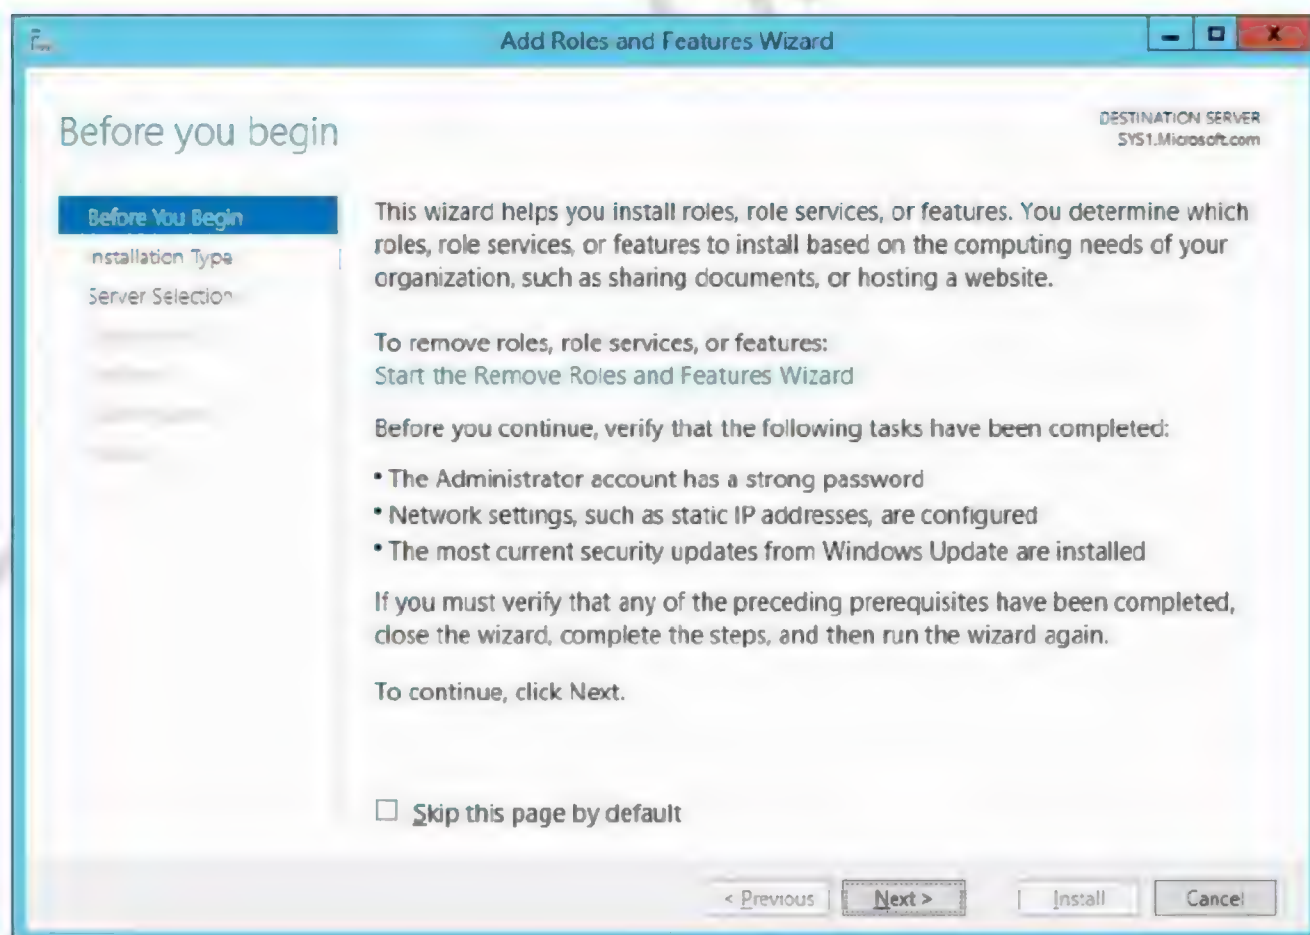 Add Roles and Features Wizard
Before you begin
DESTINATION SERVER
SYS1.Microsoft.com
Before You Begin
Installation Type
Server Selection
This wizard helps you install roles, role services, or features. You determine which
roles, role services, or features to install based on the computing needs of your
organization, such as sharing documents, or hosting a website.
To remove roles, role services, or features:
Start the Remove Roles and Features Wizard
Before you continue, verify that the following tasks have been completed:
• The Administrator account has a strong password
• Network settings, such as static IP addresses, are configured
• The most current security updates from Windows Update are installed
If you must verify that any of the preceding prerequisites have been completed,
close the wizard, complete the steps, and then run the wizard again.
To continue, click Next.
Skip this page by default
< Previous
Next >
Install
Cancel